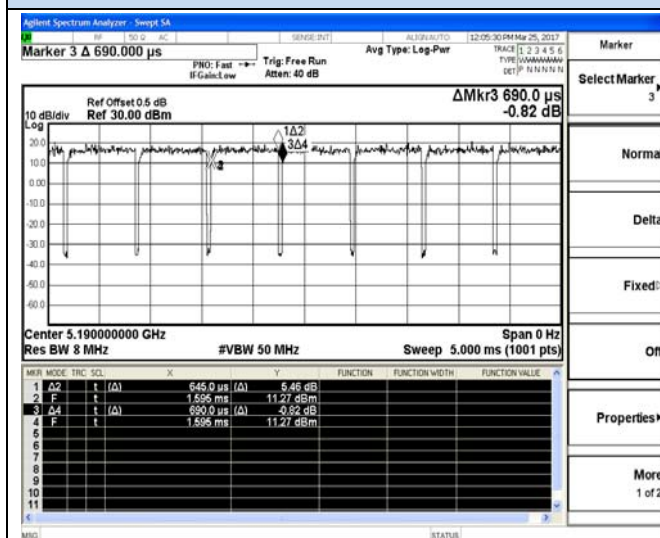 Agilent Spectrum Analyzer - Swept SA
RF 50 Ω AC SENSE:INT ALIGNAUTO 12:05:30 PM Mar 25, 2017
Marker 3 Δ 690.000 μs
PNO: Fast
IFGain:Low
Trig: Free Run
Atten: 40 dB
Avg Type: Log-Pwr
TRACE 1 2 3 4 5 6
TYPE
DET P N N N N N
Ref Offset 0.5 dB
10 dB/div Ref 30.00 dBm
ΔMkr3 690.0 μs
-0.82 dB
Log
20.0
10.0
0.00
-10.0
-20.0
-30.0
-40.0
-50.0
-60.0
1Δ2
3Δ4
Center 5.190000000 GHz
Span 0 Hz
Res BW 8 MHz
#VBW 50 MHz
Sweep 5.000 ms (1001 pts)
MKR MODE TRC SCL X Y FUNCTION FUNCTION WIDTH FUNCTION VALUE
1 Δ2 t (Δ) 645.0 μs (Δ) 5.46 dB
2 F t 1.595 ms 11.27 dBm
3 Δ4 t (Δ) 690.0 μs (Δ) -0.82 dB
4 F t 1.595 ms 11.27 dBm
5
6
7
8
9
10
11
MSG
STATUS
Marker
Select Marker
3
Norma
Delta
Fixed
Of
Properties
More
1 of 2